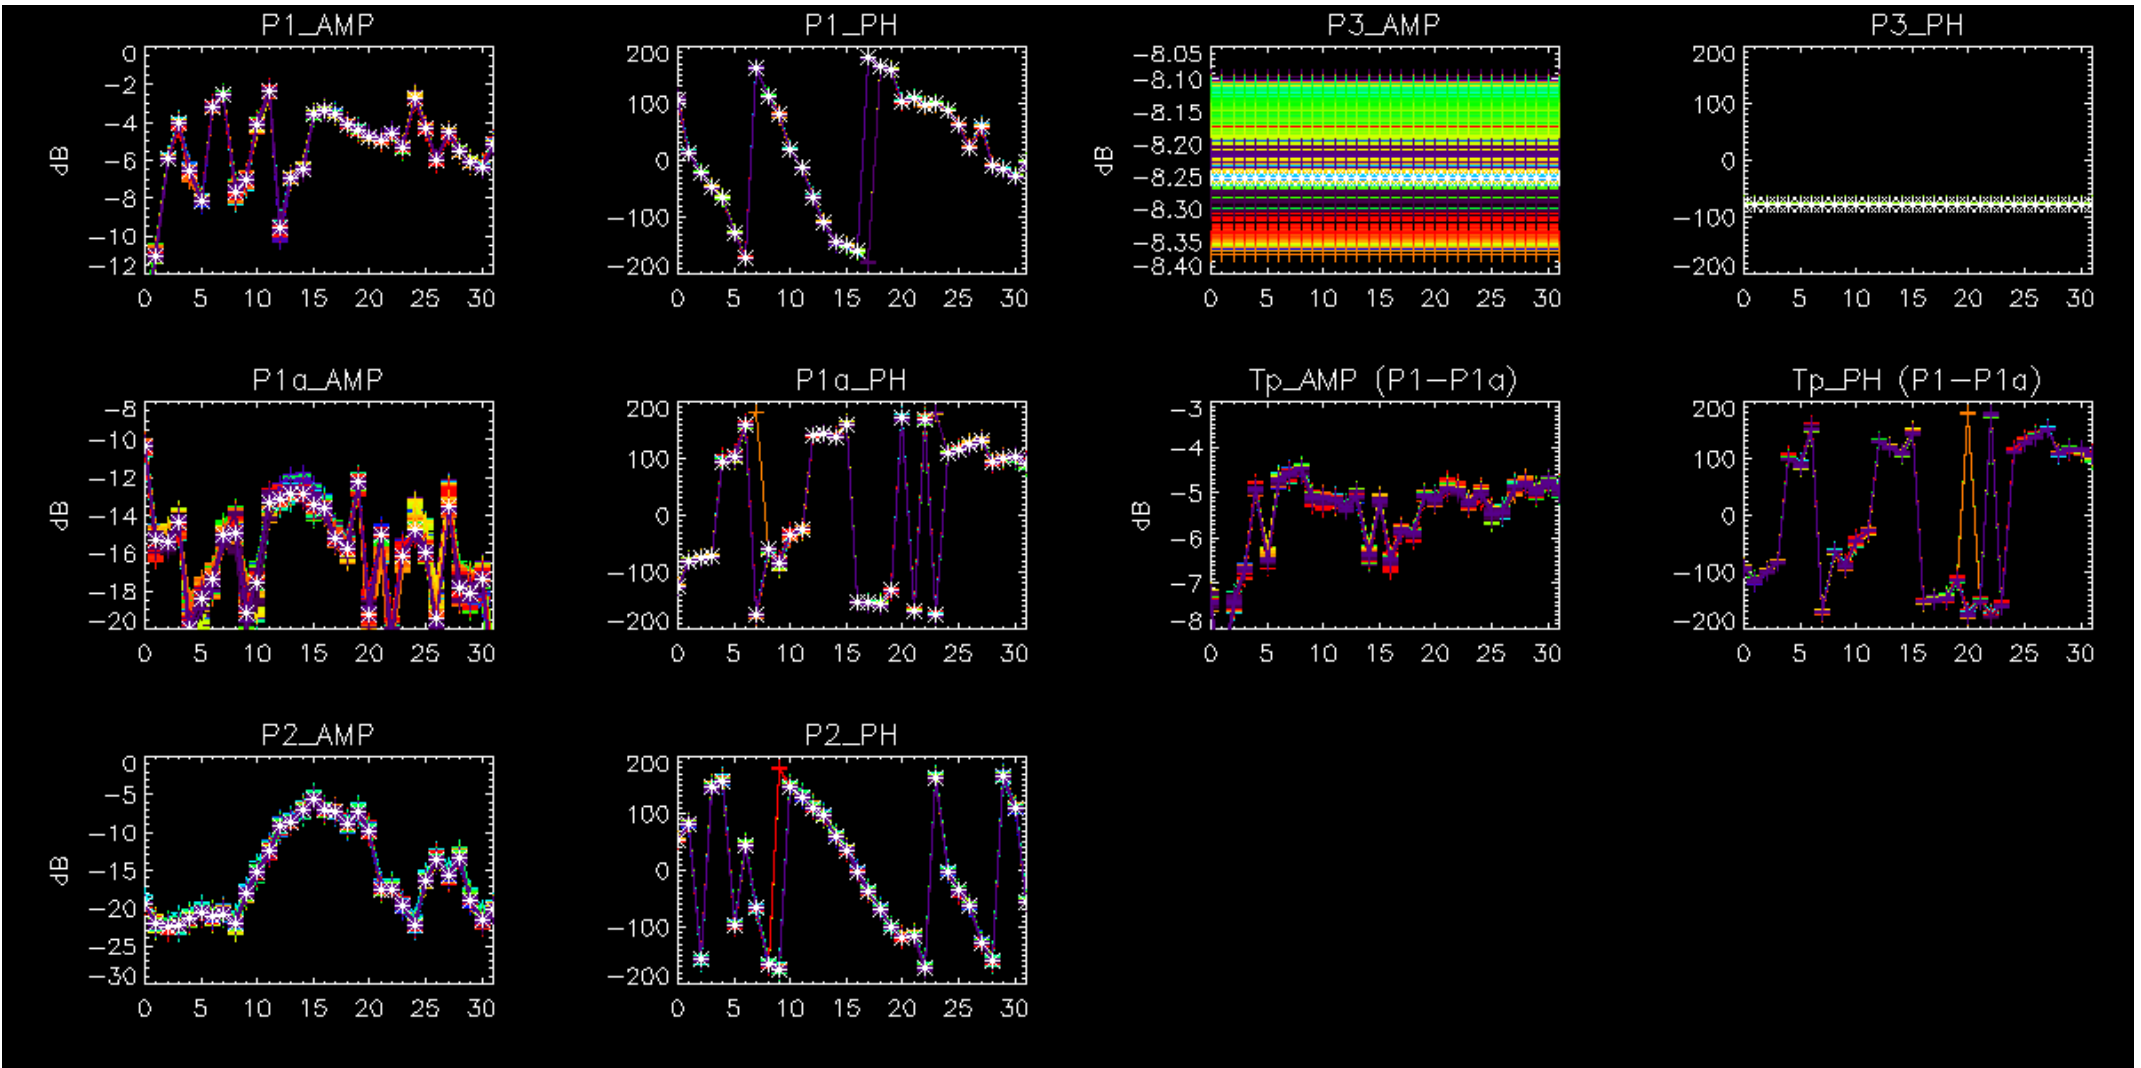 P1_AMP P1_PH P3_AMP P3_PH
dB 0 −2 −4 −6 −8 −10 −12
0 5 10 15 20 25 30
200 100 0 −100 −200
0 5 10 15 20 25 30
dB −8.05 −8.10 −8.15 −8.20 −8.25 −8.30 −8.35 −8.40
0 5 10 15 20 25 30
200 100 0 −100 −200
0 5 10 15 20 25 30
P1a_AMP P1a_PH Tp_AMP (P1−P1a) Tp_PH (P1−P1a)
dB −8 −10 −12 −14 −16 −18 −20
0 5 10 15 20 25 30
200 100 0 −100 −200
0 5 10 15 20 25 30
dB −3 −4 −5 −6 −7 −8
0 5 10 15 20 25 30
200 100 0 −100 −200
0 5 10 15 20 25 30
P2_AMP P2_PH
dB 0 −5 −10 −15 −20 −25 −30
0 5 10 15 20 25 30
200 100 0 −100 −200
0 5 10 15 20 25 30